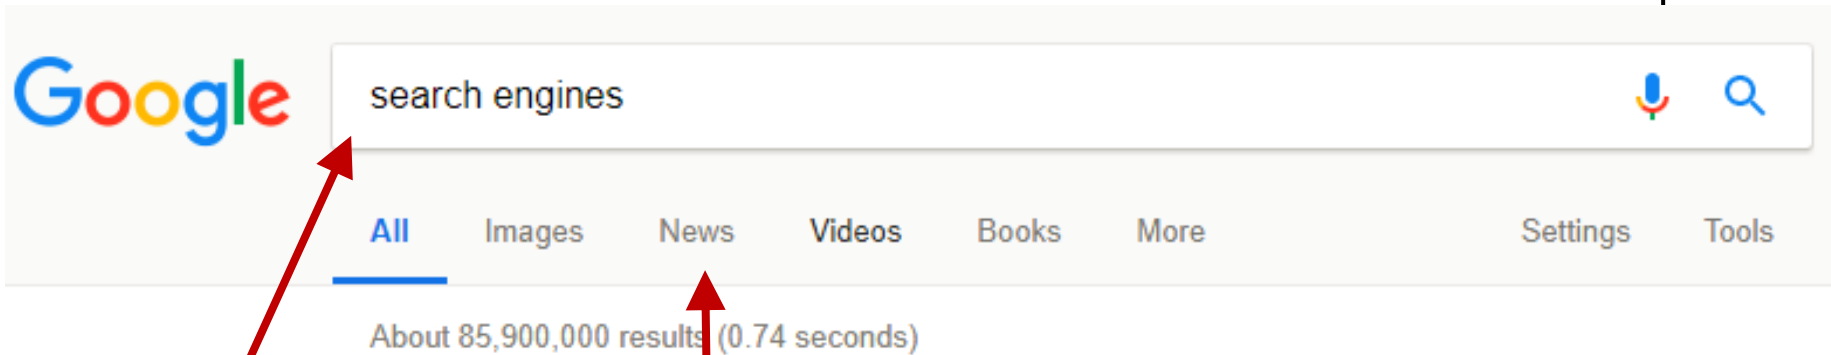 Google search engines
All Images News Videos Books More Settings Tools
About 85,900,000 results (0.74 seconds)